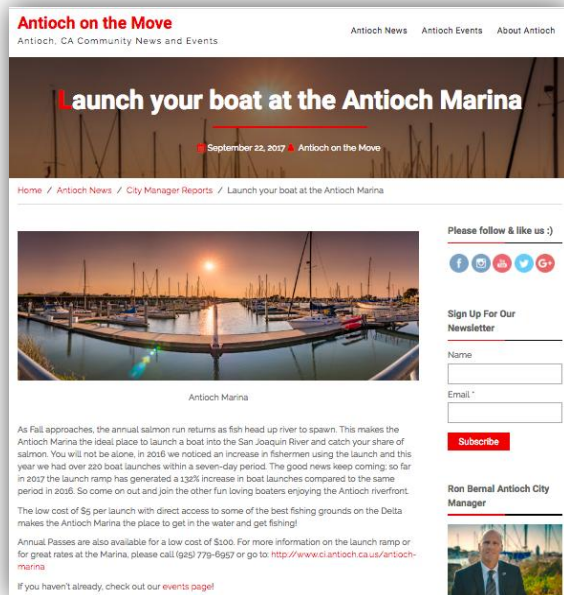 Antioch on the Move
Antioch, CA Community News and Events
Antioch News Antioch Events About Antioch
Launch your boat at the Antioch Marina
September 22, 2017 Antioch on the Move
Home / Antioch News / City Manager Reports / Launch your boat at the Antioch Marina
Antioch Marina
As Fall approaches, the annual salmon run returns as fish head up river to spawn. This makes the
Antioch Marina the ideal place to launch a boat into the San Joaquin River and catch your share of
salmon. You will not be alone, in 2016 we noticed an increase in fishermen using the launch and this
year we had over 220 boat launches within a seven-day period. The good news keep coming; so far
in 2017 the launch ramp has generated a 132% increase in boat launches compared to the same
period in 2016. So come on out and join the other fun loving boaters enjoying the Antioch riverfront.
The low cost of $5 per launch with direct access to some of the best fishing grounds on the Delta
makes the Antioch Marina the place to get in the water and get fishing!
Annual Passes are also available for a low cost of $100. For more information on the launch ramp or
for great rates at the Marina, please call (925) 779-6957 or go to: http://www.ci.antioch.ca.us/antioch-
marina
If you haven't already, check out our events page!
Please follow & like us :)
Sign Up For Our
Newsletter
Name
Email *
Subscribe
Ron Bernal Antioch City
Manager